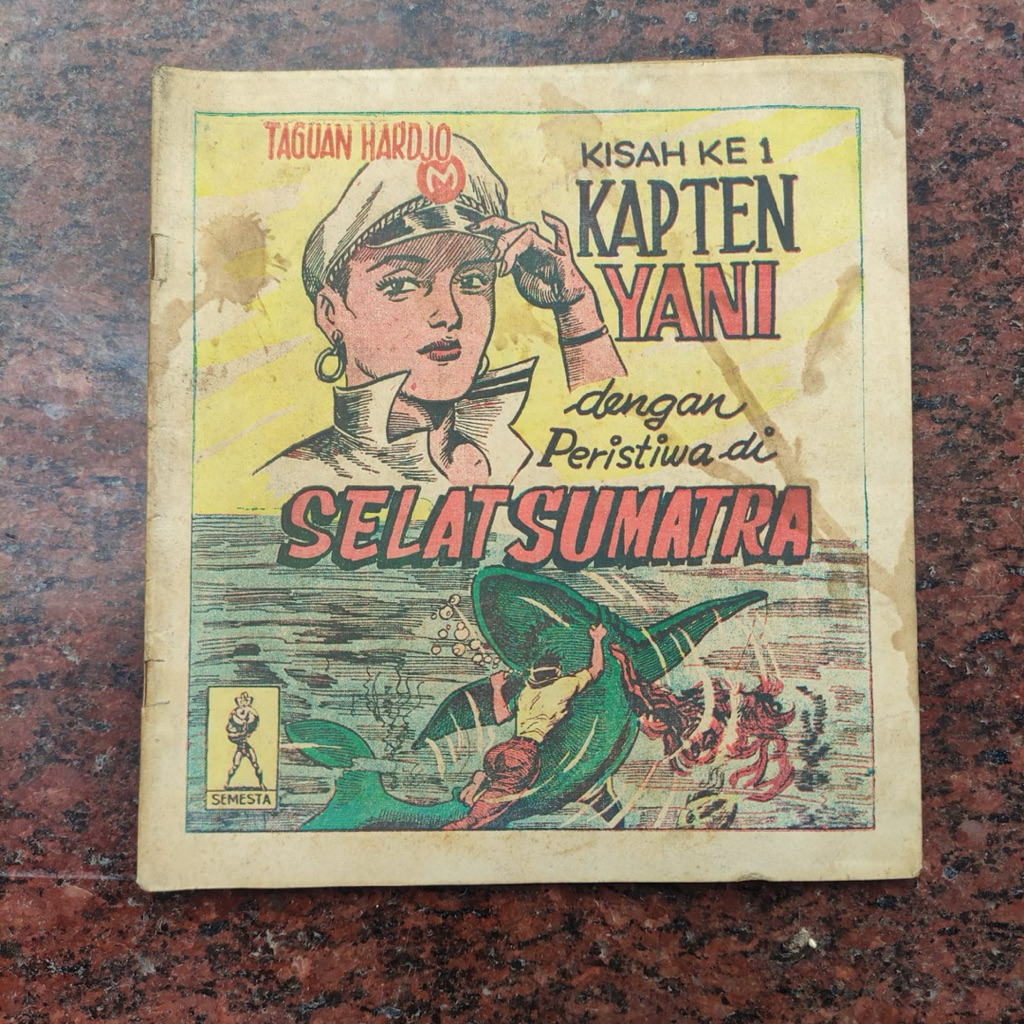 TAGUAN HARDJO
M
KISAH KE 1
KAPTEN
YANI
dengan
Peristiwa di
SELAT SUMATRA
SEMESTA